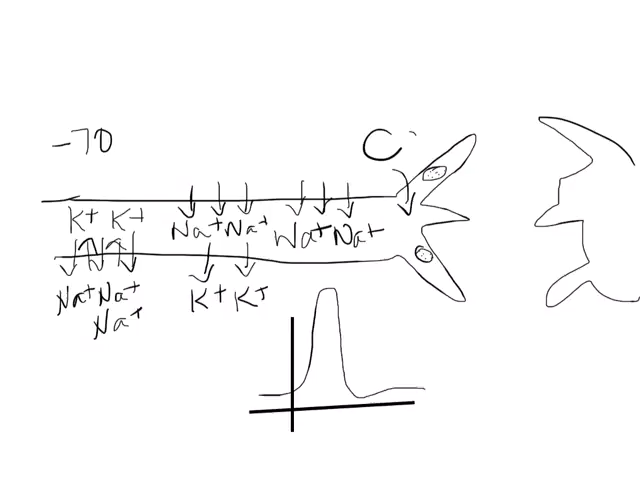 -70
C
K+ K+
Na+ Na+ Na+ Na+
Na+ Na+
Na+
K+ K+